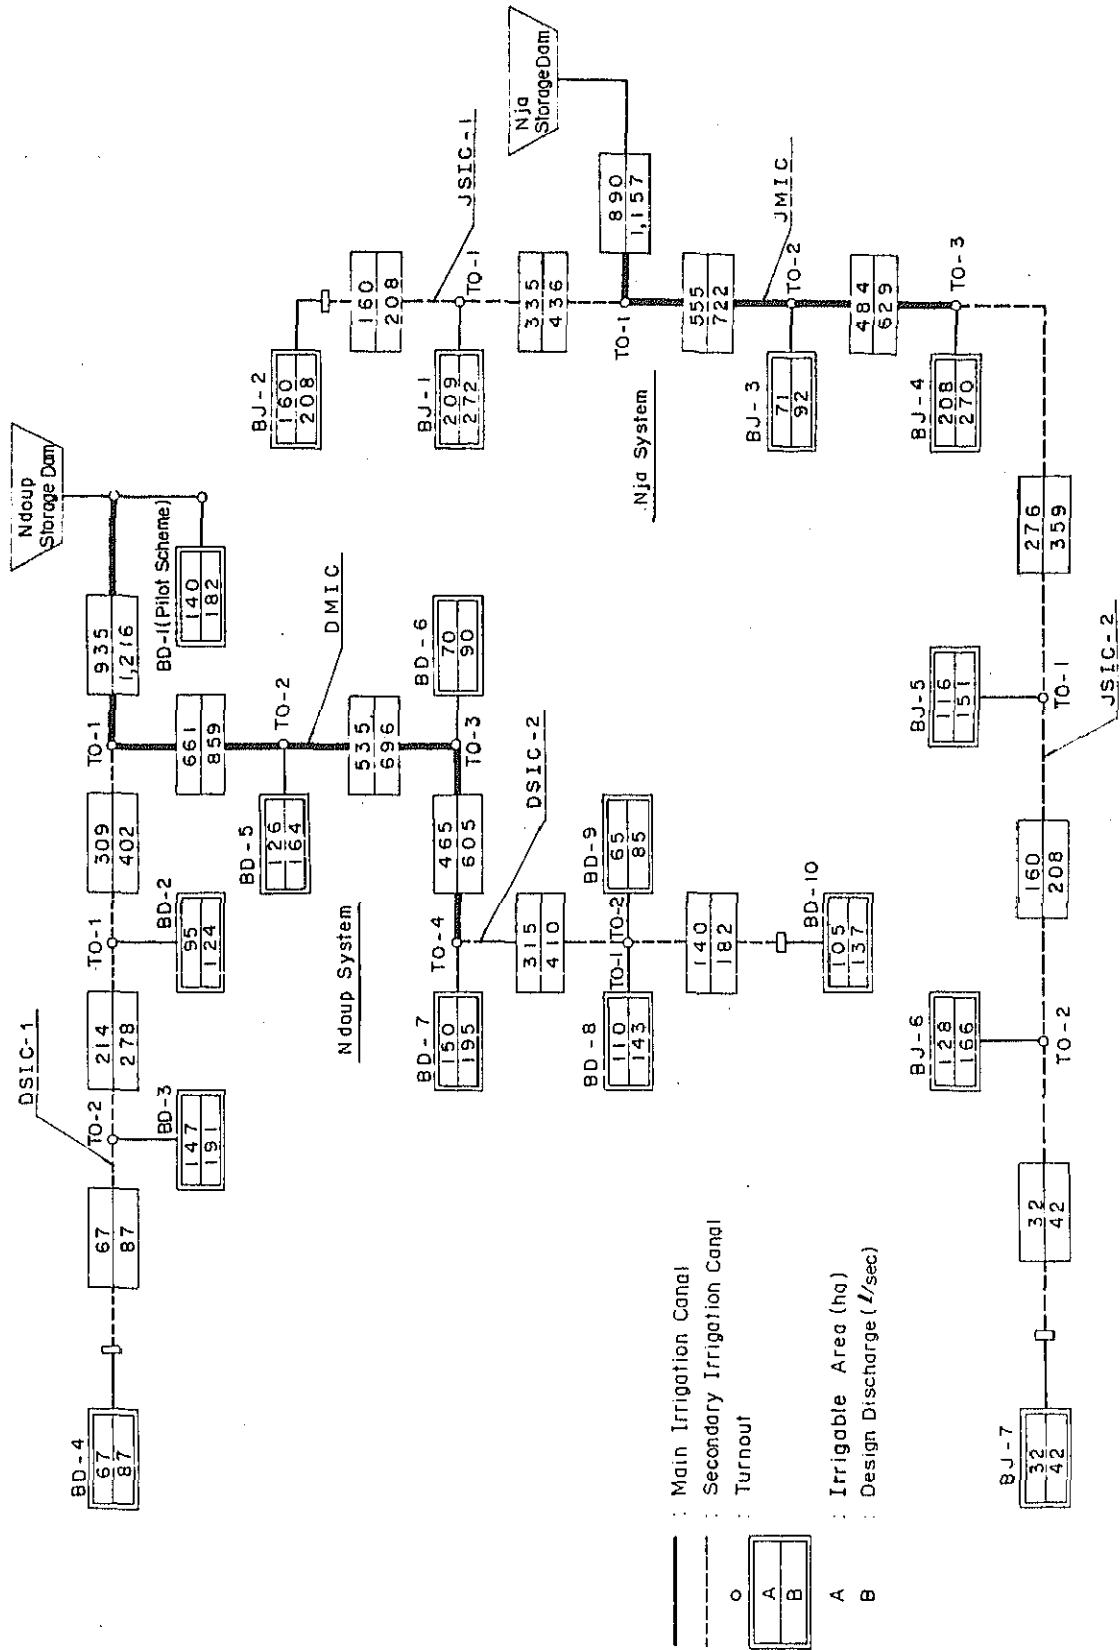 Ndoup
Storage Dam
935
1,216
BD-1 (Pilot Scheme)
140
182
TO-1
309
402
TO-1
BD-2
95
124
DSIC-1
214
278
TO-2
BD-3
147
191
67
87
BD-4
67
87
661
859
TO-2
BD-5
126
164
DMIC
535
696
BD-6
70
90
TO-3
465
605
DSIC-2
TO-4
BD-7
150
195
Ndoup System
315
410
BD-9
65
85
TO-1
TO-2
BD-8
110
143
140
182
BD-10
105
137
Nja
Storage Dam
890
1,157
JSIC-1
BJ-2
160
208
160
208
TO-1
BJ-1
209
272
335
436
TO-1
555
722
JMIC
TO-2
BJ-3
71
92
484
629
TO-3
BJ-4
208
270
Nja System
276
359
BJ-5
116
151
TO-1
JSIC-2
160
208
BJ-6
128
166
TO-2
32
42
BJ-7
32
42
: Main Irrigation Canal
: Secondary Irrigation Canal
: Turnout
A
B
A : Irrigable Area (ha)
B : Design Discharge (ℓ/sec)